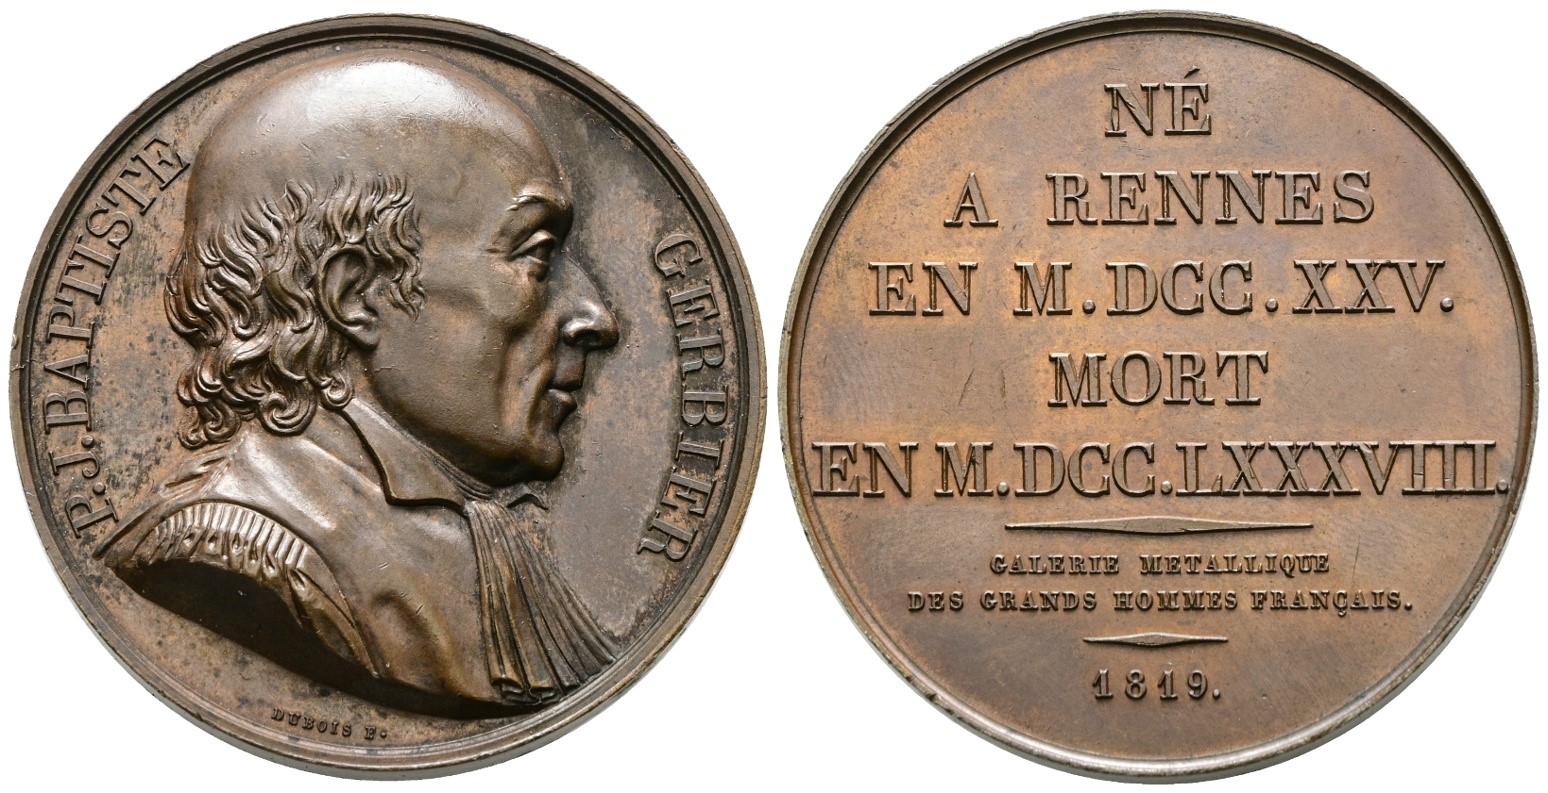 P.J.BAPTISTE GERBIER
DUBOIS F.
NÉ
A RENNES
EN M.DCC.XXV.
MORT
EN M.DCC.LXXXVIII.
GALERIE METALLIQUE
DES GRANDS HOMMES FRANÇAIS.
1819.